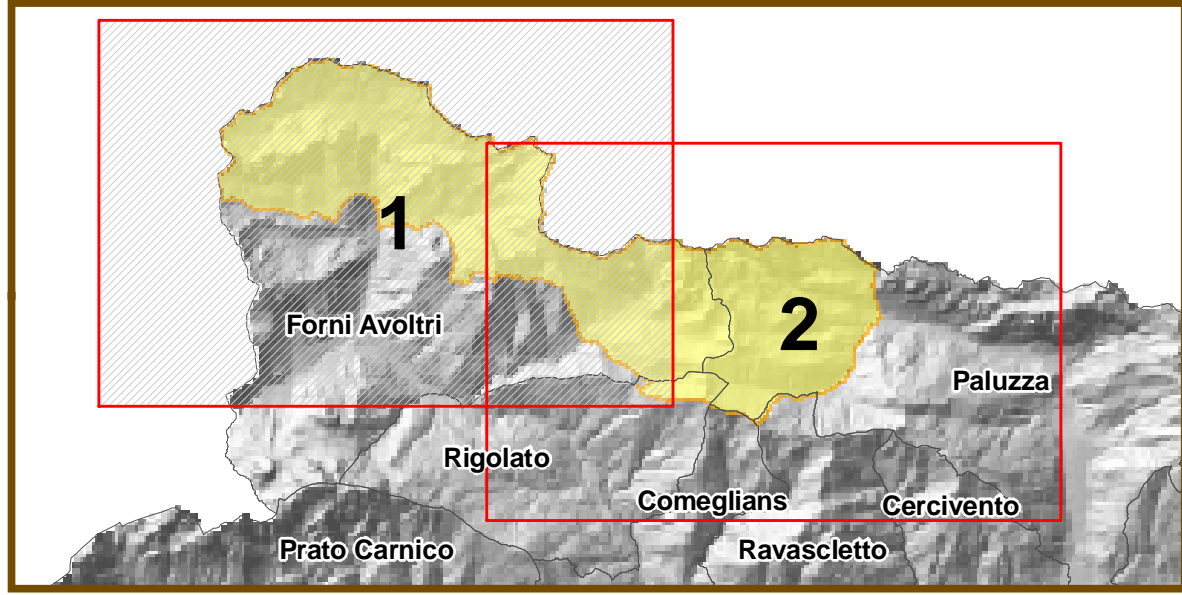 1
2
Forni Avoltri
Paluzza
Rigolato
Comeglians
Cercivento
Prato Carnico
Ravascletto